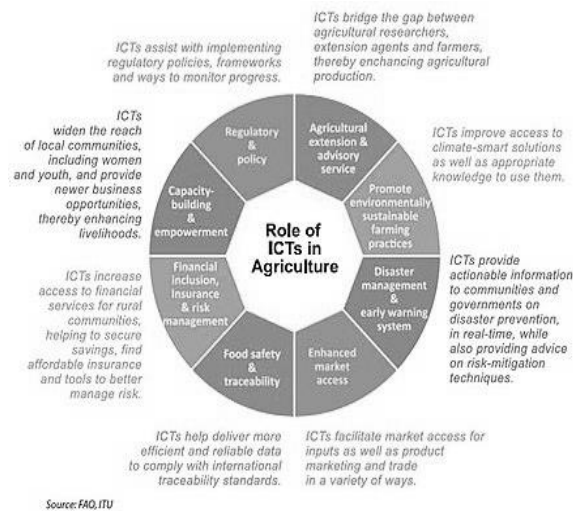 ICTs bridge the gap between
agricultural researchers,
extension agents and farmers,
thereby enchancing agricultural
production.
ICTs assist with implementing
regulatory policies, frameworks
and ways to monitor progress.
ICTs
widen the reach
of local communities,
including women
and youth, and provide
newer business
opportunities,
thereby enhancing
livelihoods.
Regulatory
&
policy
Agricultural
extension &
advisory
service
ICTs improve access to
climate-smart solutions
as well as appropriate
knowledge to use them.
Capacity-
building
&
empowerment
Promote
environmentally
sustainable
farming
practices
Role of
ICTs in
Agriculture
ICTs increase
access to financial
services for rural
communities,
helping to secure
savings, find
affordable insurance
and tools to better
manage risk.
Financial
inclusion,
insurance
& risk
management
Disaster
management
&
early warning
system
ICTs provide
actionable information
to communities and
governments on
disaster prevention,
in real-time, while
also providing advice
on risk-mitigation
techniques.
Food safety
&
traceability
Enhanced
market
access
ICTs help deliver more
efficient and reliable data
to comply with international
traceability standards.
ICTs facilitate market access for
inputs as well as product
marketing and trade
in a variety of ways.
Source: FAO, ITU